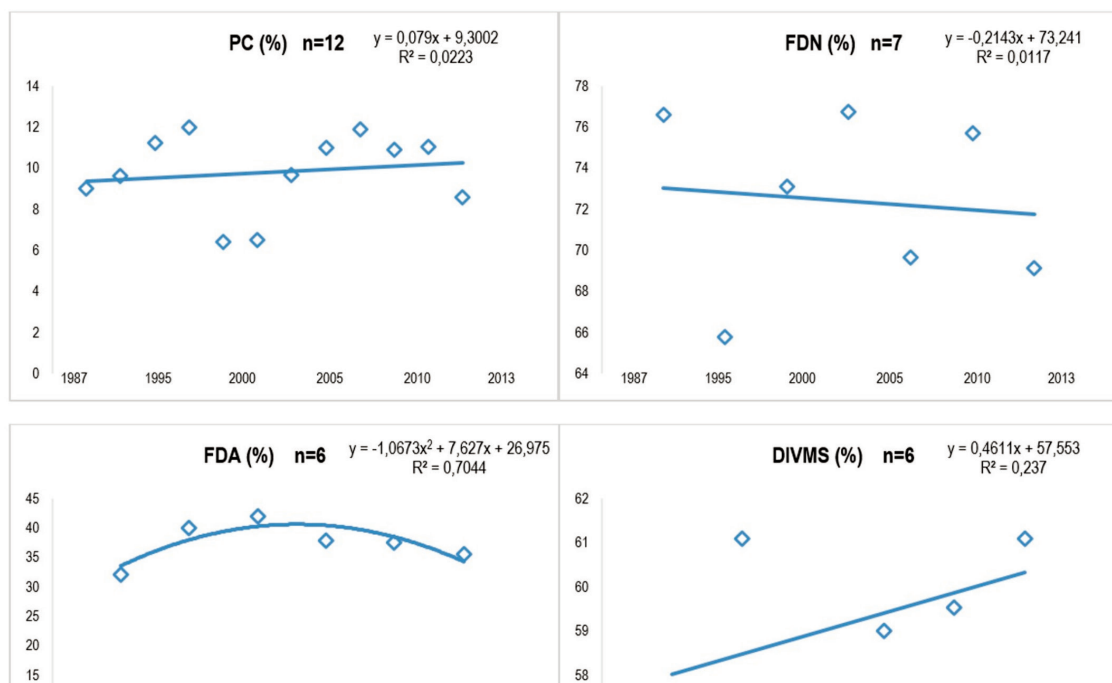 PC (%) n=12
y = 0,079x + 9,3002
R² = 0,0223
14
12
10
8
6
4
2
0
1987 1995 2000 2005 2010 2013
FDN (%) n=7
y = -0,2143x + 73,241
R² = 0,0117
78
76
74
72
70
68
66
64
1987 1995 2000 2005 2010 2013
FDA (%) n=6
y = -1,0673x² + 7,627x + 26,975
R² = 0,7044
45
40
35
30
25
20
15
DIVMS (%) n=6
y = 0,4611x + 57,553
R² = 0,237
62
61
60
59
58